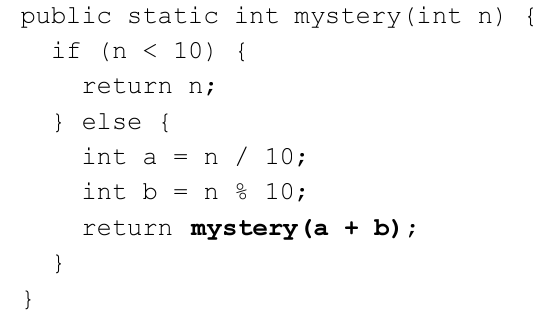 public static int mystery(int n) {
  if (n < 10) {
    return n;
  } else {
    int a = n / 10;
    int b = n % 10;
    return mystery(a + b);
  }
}